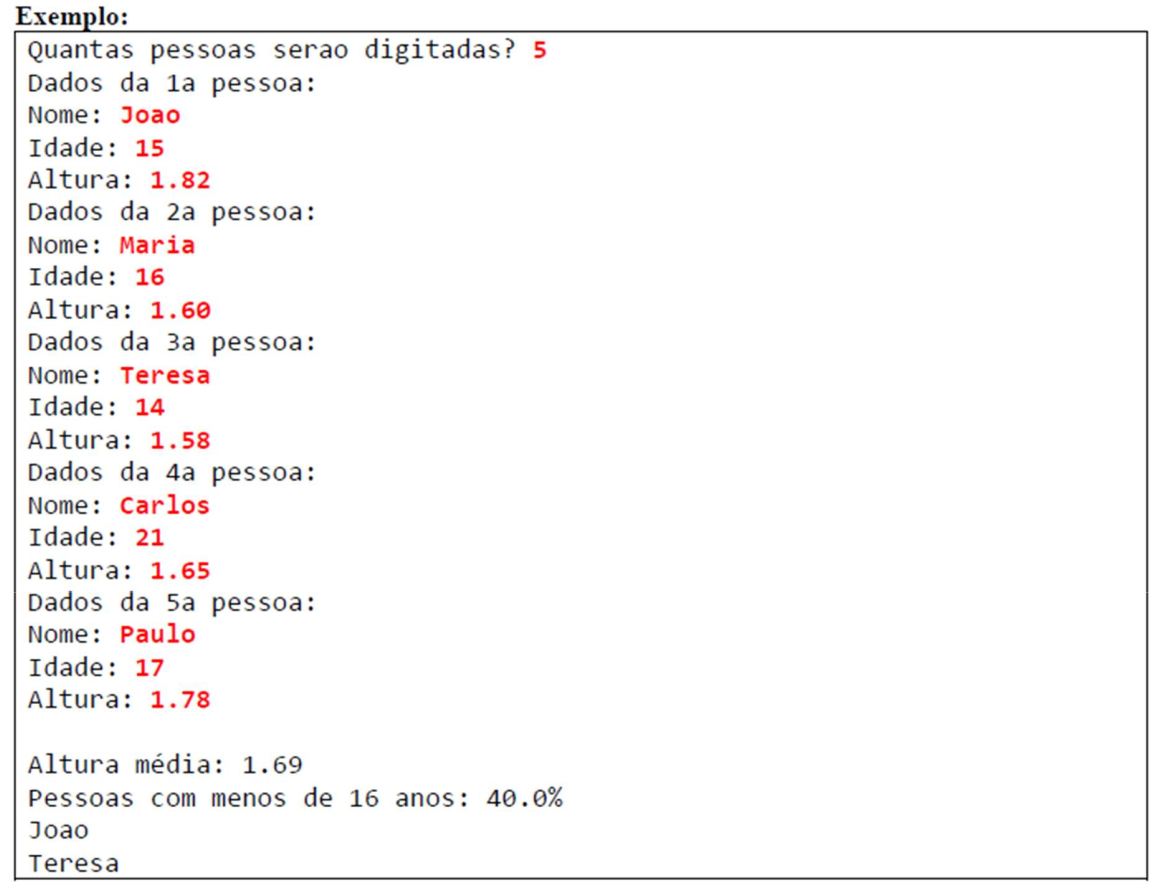 Exemplo:
Quantas pessoas serao digitadas? 5
Dados da 1a pessoa:
Nome: Joao
Idade: 15
Altura: 1.82
Dados da 2a pessoa:
Nome: Maria
Idade: 16
Altura: 1.60
Dados da 3a pessoa:
Nome: Teresa
Idade: 14
Altura: 1.58
Dados da 4a pessoa:
Nome: Carlos
Idade: 21
Altura: 1.65
Dados da 5a pessoa:
Nome: Paulo
Idade: 17
Altura: 1.78
Altura média: 1.69
Pessoas com menos de 16 anos: 40.0%
Joao
Teresa